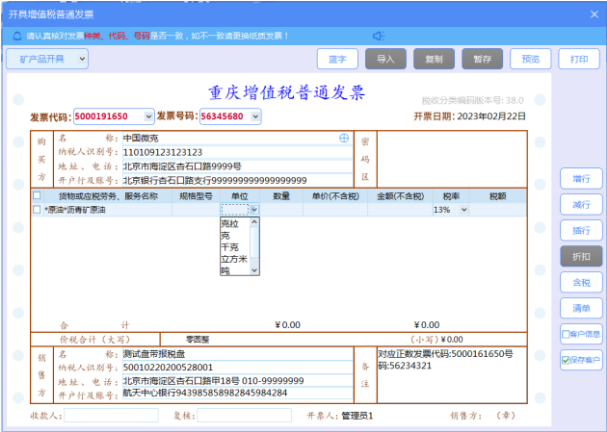 开具增值税普通发票
请认真核对发票种类、代码、号码是否一致，如不一致请更换纸质发票！
矿产品开具 蓝字 导入 复制 暂存 预览 打印
重庆增值税普通发票
税收分类编码版本号: 38.0
发票代码: 5000191650 发票号码: 56345680 开票日期: 2023年02月22日
购买方
名 称: 中国微克
纳税人识别号: 110109123123123
地址、电话: 北京市海淀区杏石口路9999号
开户行及账号: 北京银行杏石口路支行9999999999999999999
密码区
货物或应税劳务、服务名称 规格型号 单位 数量 单价(不含税) 金额(不含税) 税率 税额
*原油*沥青矿原油 13%
克拉
克
千克
立方米
吨
合 计 ¥0.00 ¥0.00
价税合计（大写） 零圆整 (小写) ¥0.00
销售方
名 称: 测试盘带报税盘
纳税人识别号: 50010220200528001
地址、电话: 北京市海淀区杏石口路甲18号 010-99999999
开户行及账号: 航天中心银行943985858982845984284
备注
对应正数发票代码:5000161650号
码:56234321
收款人: 复核: 开票人: 管理员1 销售方: (章)
增行
减行
插行
折扣
含税
清单
客户信息
保存客户